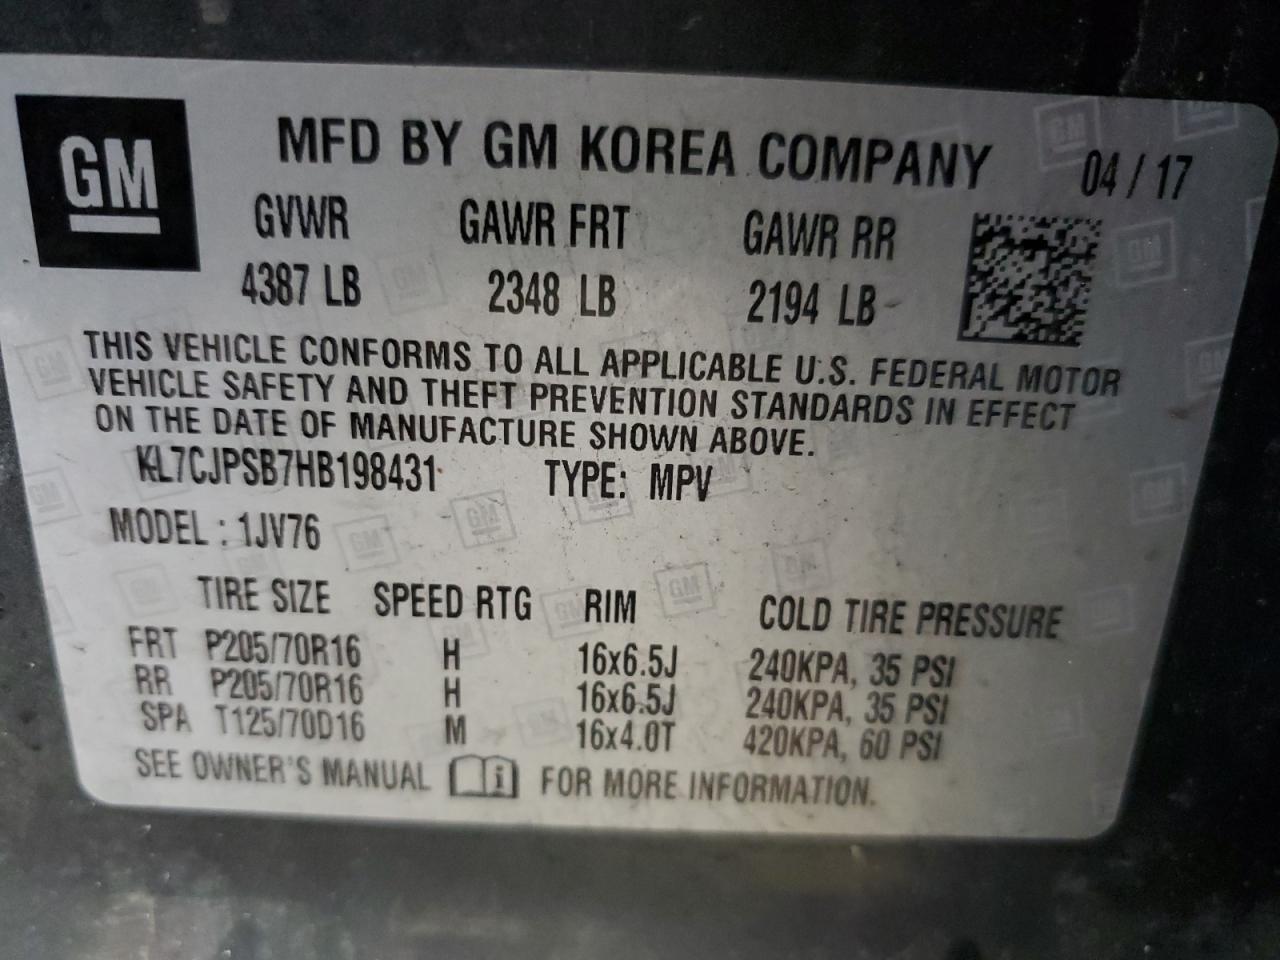 GM
MFD BY GM KOREA COMPANY 04 / 17
GVWR GAWR FRT GAWR RR
4387 LB 2348 LB 2194 LB
THIS VEHICLE CONFORMS TO ALL APPLICABLE U.S. FEDERAL MOTOR
VEHICLE SAFETY AND THEFT PREVENTION STANDARDS IN EFFECT
ON THE DATE OF MANUFACTURE SHOWN ABOVE.
KL7CJPSB7HB198431 TYPE: MPV
MODEL : 1JV76
TIRE SIZE SPEED RTG RIM COLD TIRE PRESSURE
FRT P205/70R16 H 16x6.5J 240KPA, 35 PSI
RR P205/70R16 H 16x6.5J 240KPA, 35 PSI
SPA T125/70D16 M 16x4.0T 420KPA, 60 PSI
SEE OWNER'S MANUAL i FOR MORE INFORMATION.